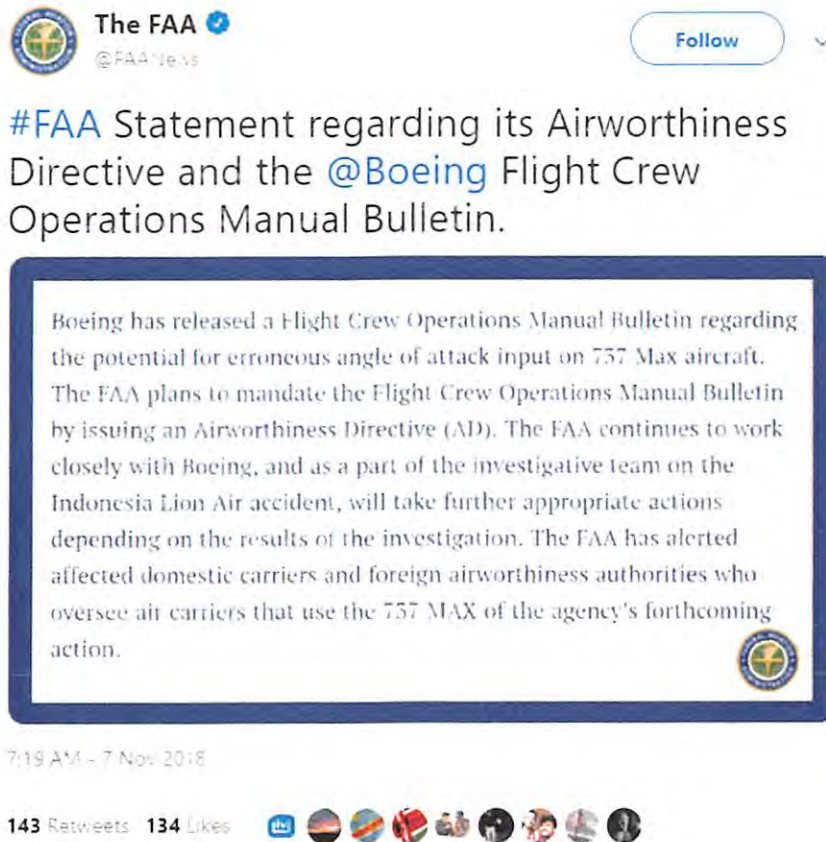 The FAA
@FAANews
Follow
#FAA Statement regarding its Airworthiness
Directive and the @Boeing Flight Crew
Operations Manual Bulletin.
Boeing has released a Flight Crew Operations Manual Bulletin regarding
the potential for erroneous angle of attack input on 737 Max aircraft.
The FAA plans to mandate the Flight Crew Operations Manual Bulletin
by issuing an Airworthiness Directive (AD). The FAA continues to work
closely with Boeing, and as a part of the investigative team on the
Indonesia Lion Air accident, will take further appropriate actions
depending on the results of the investigation. The FAA has alerted
affected domestic carriers and foreign airworthiness authorities who
oversee air carriers that use the 737 MAX of the agency's forthcoming
action.
7:19 AM - 7 Nov 2018
143 Retweets 134 Likes